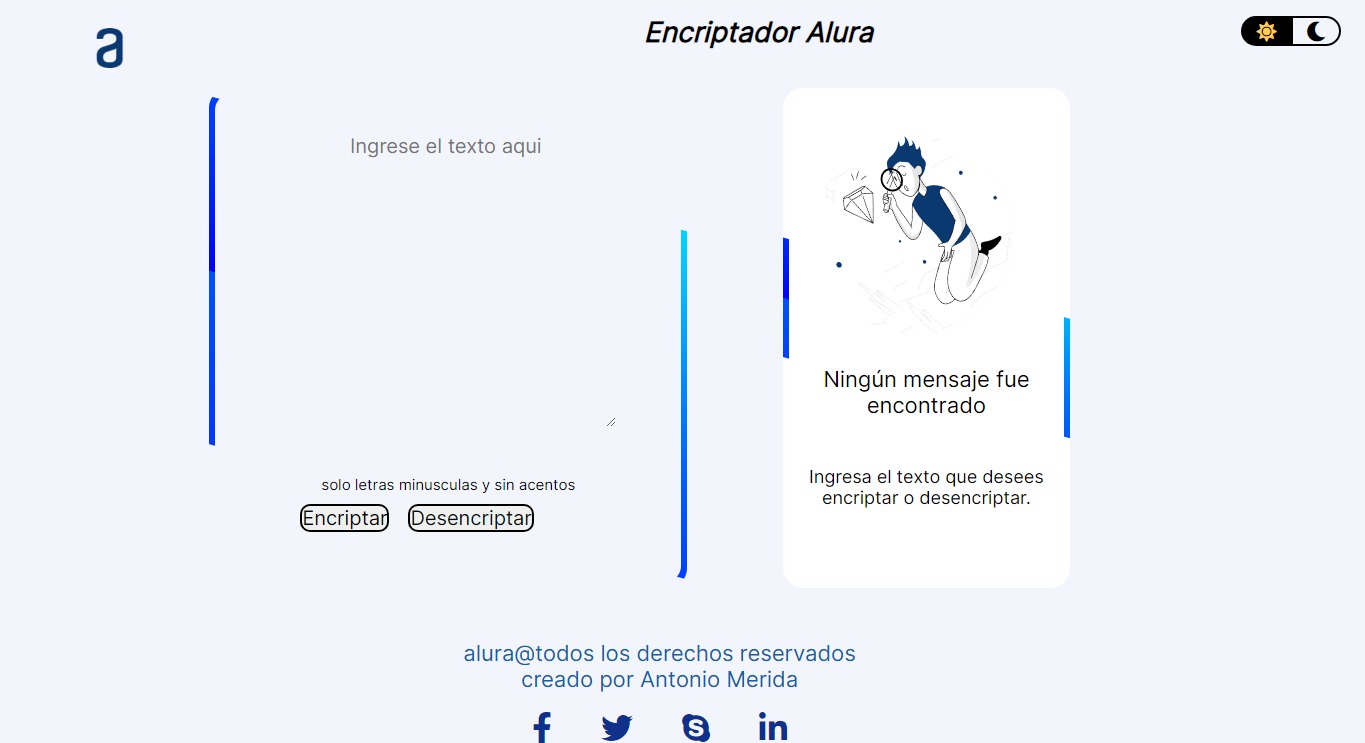 a
Encriptador Alura
Ingrese el texto aqui
solo letras minusculas y sin acentos
Encriptar
Desencriptar
Ningún mensaje fue
encontrado
Ingresa el texto que desees
encriptar o desencriptar.
alura@todos los derechos reservados
creado por Antonio Merida